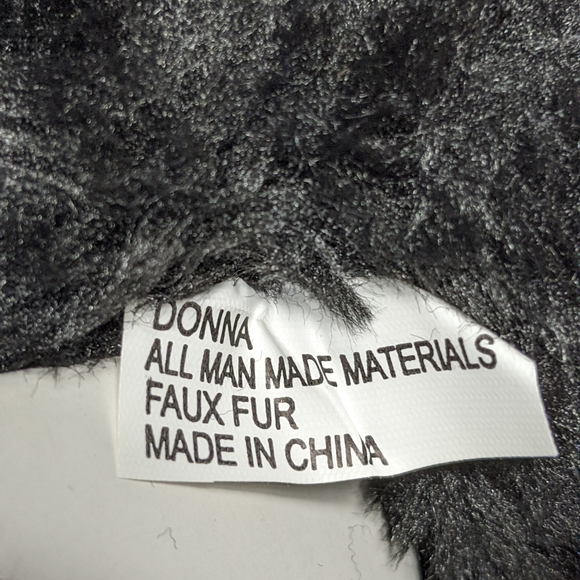 DONNA
ALL MAN MADE MATERIALS
FAUX FUR
MADE IN CHINA